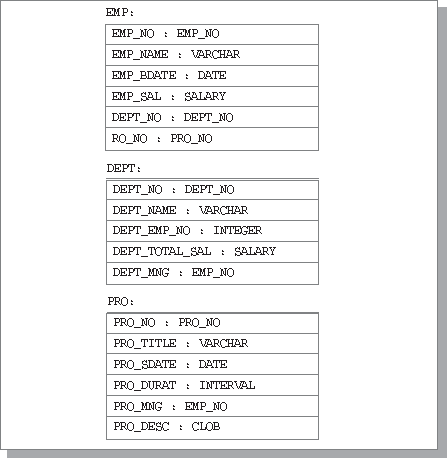 EMP:
EMP_NO : EMP_NO
EMP_NAME : VARCHAR
EMP_BDATE : DATE
EMP_SAL : SALARY
DEPT_NO : DEPT_NO
RO_NO : PRO_NO
DEPT:
DEPT_NO : DEPT_NO
DEPT_NAME : VARCHAR
DEPT_EMP_NO : INTEGER
DEPT_TOTAL_SAL : SALARY
DEPT_MNG : EMP_NO
PRO:
PRO_NO : PRO_NO
PRO_TITLE : VARCHAR
PRO_SDATE : DATE
PRO_DURAT : INTERVAL
PRO_MNG : EMP_NO
PRO_DESC : CLOB